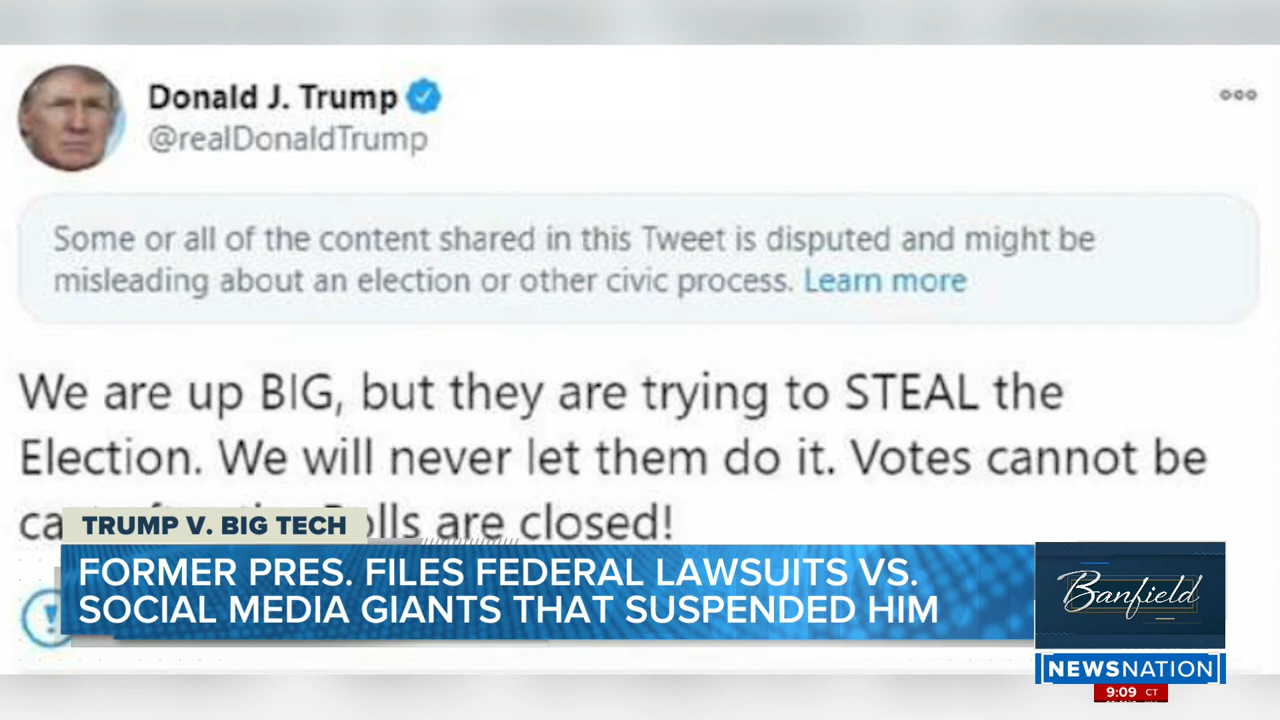 Donald J. Trump
@realDonaldTrump
Some or all of the content shared in this Tweet is disputed and might be
misleading about an election or other civic process. Learn more
We are up BIG, but they are trying to STEAL the
Election. We will never let them do it. Votes cannot be
are closed!
TRUMP V. BIG TECH
FORMER PRES. FILES FEDERAL LAWSUITS VS.
SOCIAL MEDIA GIANTS THAT SUSPENDED HIM
Banfield
NEWSNATION
9:09 CT